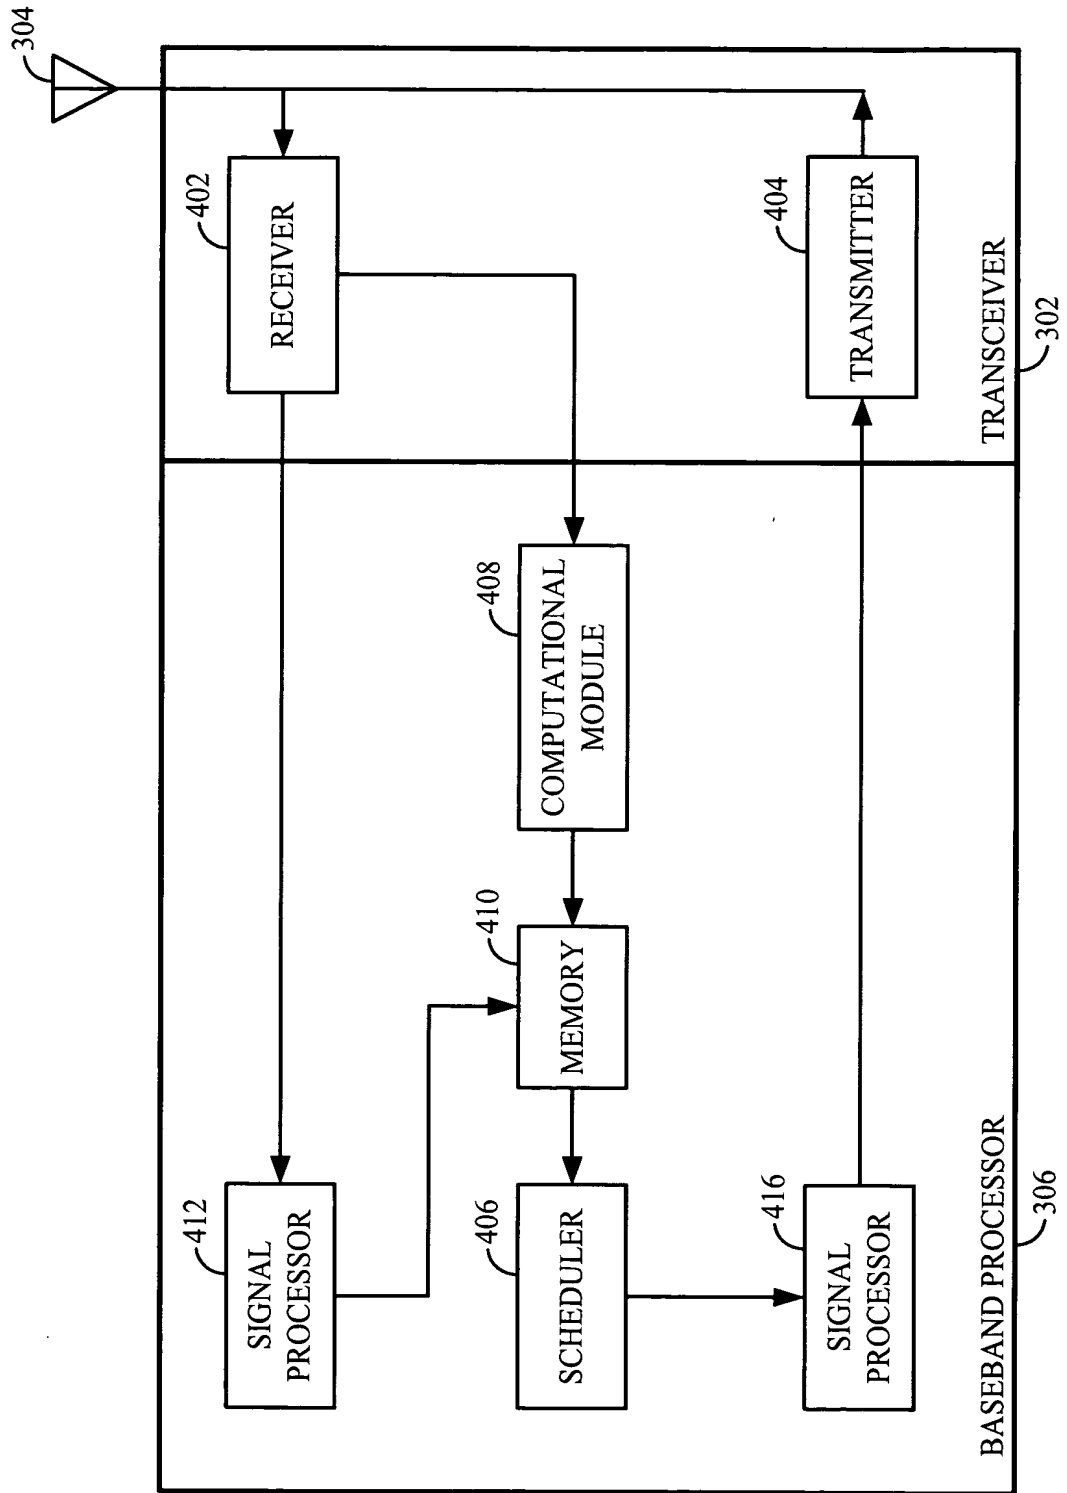 304
402
RECEIVER
404
TRANSMITTER
TRANSCEIVER
302
408
COMPUTATIONAL
MODULE
410
MEMORY
412
SIGNAL
PROCESSOR
406
SCHEDULER
416
SIGNAL
PROCESSOR
BASEBAND PROCESSOR
306